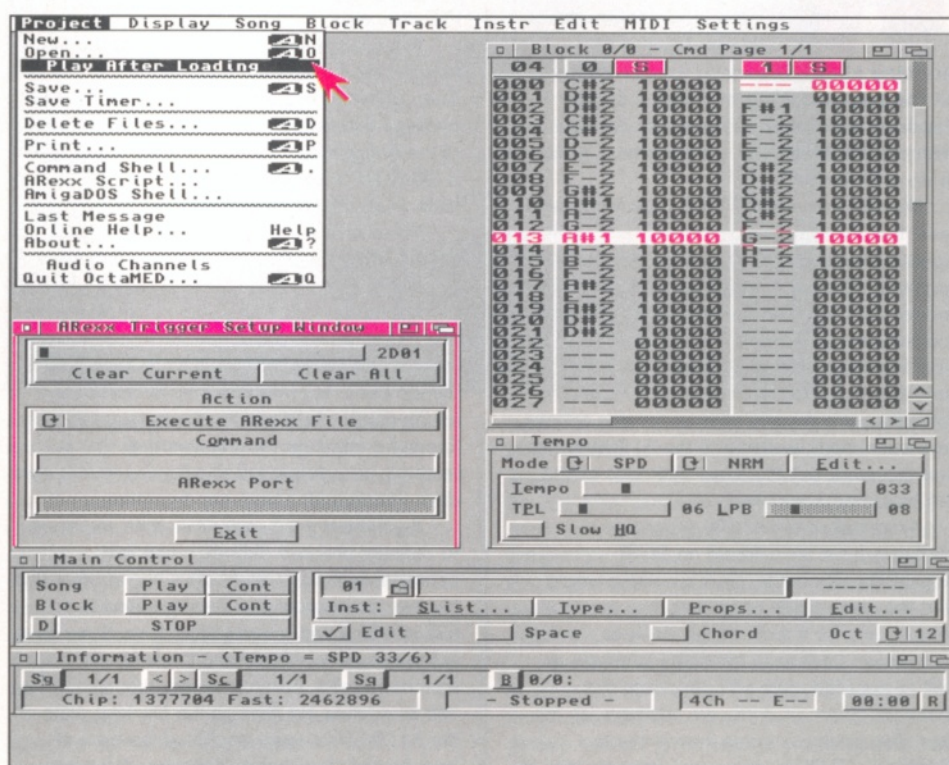 Project Display Song Block Track Instr Edit MIDI Settings
New... A N
Open... A O
Play After Loading
Save... A S
Save Timer...
Delete Files... A D
Print... A P
Command Shell... A .
ARexx Script...
AmigaDOS Shell...
Last Message
Online Help... Help
About... A ?
Audio Channels
Quit OctaMED... A Q
Block 0/0 - Cmd Page 1/1
04 0 S 1 S
000 C#2 10000 --- 00000
001 D#2 10000 --- 00000
002 D#2 10000 F#1 10000
003 C#2 10000 E-2 10000
004 C#2 10000 F-2 10000
005 D-2 10000 E-2 10000
006 D-2 10000 F-2 10000
007 E-2 10000 C#2 10000
008 F-2 10000 D#2 10000
009 G#2 10000 C#2 10000
010 A#1 10000 D#2 10000
011 A-2 10000 C#2 10000
012 G-2 10000 F-2 10000
013 A#1 10000 G-2 10000
014 A-2 10000 A-2 10000
015 B-2 10000 A-2 10000
016 F-2 10000 --- 00000
017 A#2 10000 --- 00000
018 E-2 10000 --- 00000
019 A#2 10000 --- 00000
020 D#2 10000 --- 00000
021 D#2 10000 --- 00000
022 --- 00000 --- 00000
023 --- 00000 --- 00000
024 --- 00000 --- 00000
025 --- 00000 --- 00000
026 --- 00000 --- 00000
027 --- 00000 --- 00000
ARexx Trigger Setup Window
2D01
Clear Current Clear All
Action
Execute ARexx File
Command
ARexx Port
Exit
Tempo
Mode SPD NRM Edit...
Tempo 033
TPL 06 LPB 08
Slow HQ
Main Control
Song Play Cont
Block Play Cont
D STOP
01 -------
Inst: SList... Type... Props... Edit...
✓ Edit Space Chord Oct 12
Information - (Tempo = SPD 33/6)
Sg 1/1 < > Sc 1/1 Sq 1/1 B 0/0:
Chip: 1377704 Fast: 2462896 - Stopped - 4Ch -- E-- 00:00 R